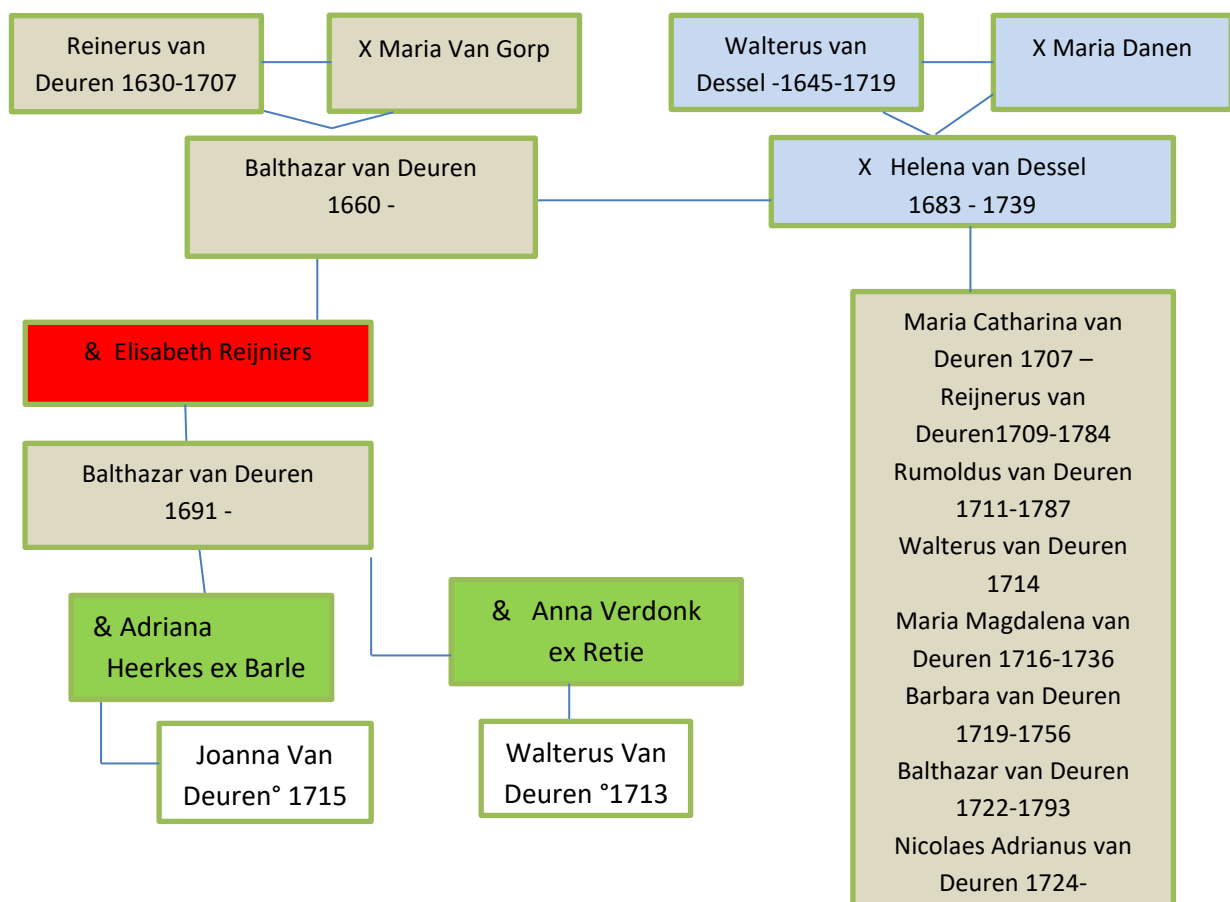 Reinerus van
Deuren 1630-1707
X Maria Van Gorp
Walterus van
Dessel -1645-1719
X Maria Danen
Balthazar van Deuren
1660 -
X Helena van Dessel
1683 - 1739
& Elisabeth Reijniers
Balthazar van Deuren
1691 -
& Adriana
Heerkes ex Barle
& Anna Verdonk
ex Retie
Joanna Van
Deuren° 1715
Walterus Van
Deuren °1713
Maria Catharina van
Deuren 1707 –
Reijnerus van
Deuren1709-1784
Rumoldus van Deuren
1711-1787
Walterus van Deuren
1714
Maria Magdalena van
Deuren 1716-1736
Barbara van Deuren
1719-1756
Balthazar van Deuren
1722-1793
Nicolaes Adrianus van
Deuren 1724-